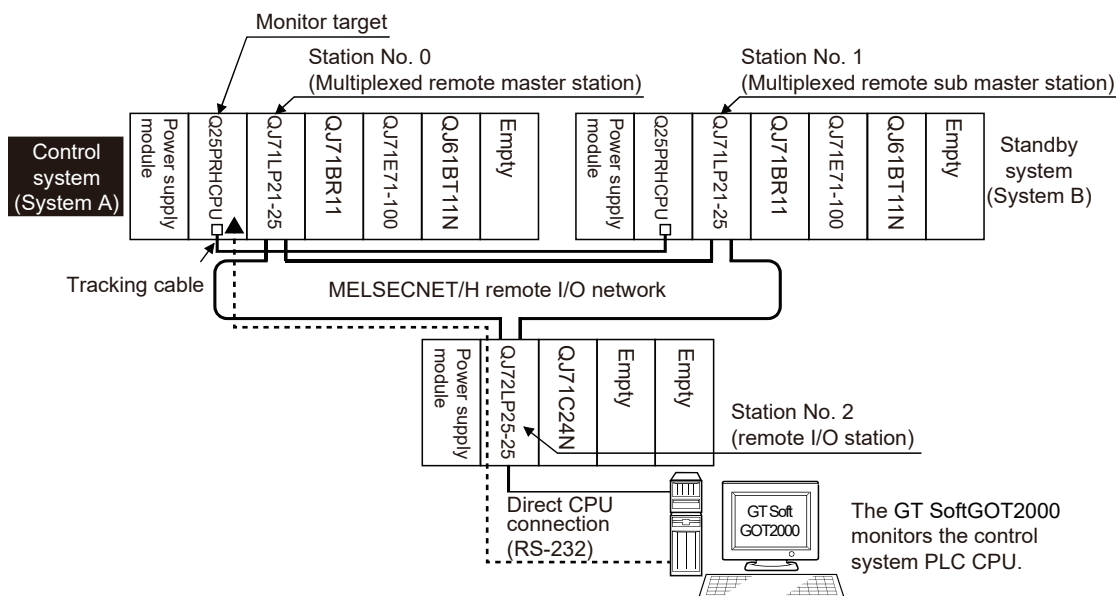 Monitor target
Station No. 0
(Multiplexed remote master station)
Station No. 1
(Multiplexed remote sub master station)
Control
system
(System A)
Power supply
module
Q25PRHCPU
QJ71LP21-25
QJ71BR11
QJ71E71-100
QJ61BT11N
Empty
Power supply
module
Q25PRHCPU
QJ71LP21-25
QJ71BR11
QJ71E71-100
QJ61BT11N
Empty
Standby
system
(System B)
Tracking cable
MELSECNET/H remote I/O network
Power supply
module
QJ72LP25-25
QJ71C24N
Empty
Empty
Station No. 2
(remote I/O station)
Direct CPU
connection
(RS-232)
GT Soft
GOT2000
The GT SoftGOT2000
monitors the control
system PLC CPU.